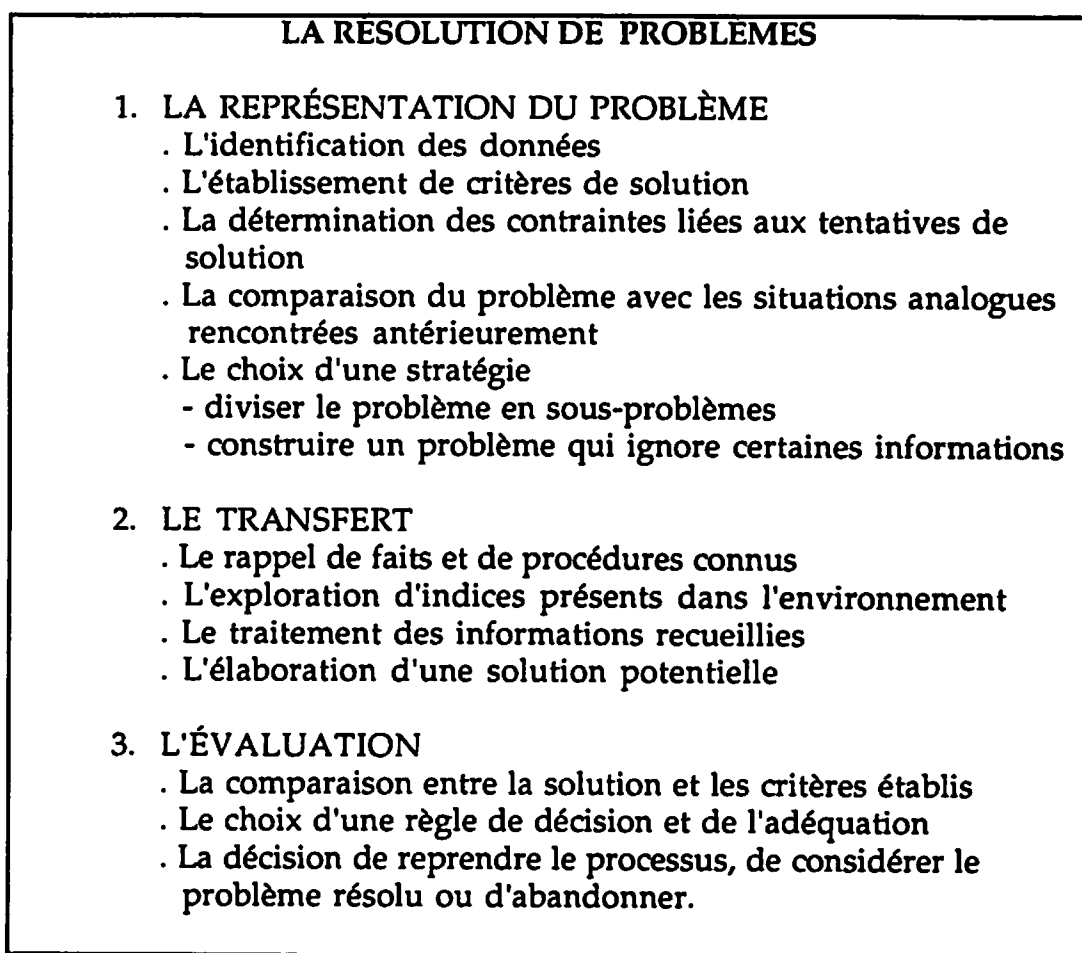 LA RÉSOLUTION DE PROBLÈMES
1. LA REPRÉSENTATION DU PROBLÈME
. L'identification des données
. L'établissement de critères de solution
. La détermination des contraintes liées aux tentatives de
solution
. La comparaison du problème avec les situations analogues
rencontrées antérieurement
. Le choix d'une stratégie
- diviser le problème en sous-problèmes
- construire un problème qui ignore certaines informations
2. LE TRANSFERT
. Le rappel de faits et de procédures connus
. L'exploration d'indices présents dans l'environnement
. Le traitement des informations recueillies
. L'élaboration d'une solution potentielle
3. L'ÉVALUATION
. La comparaison entre la solution et les critères établis
. Le choix d'une règle de décision et de l'adéquation
. La décision de reprendre le processus, de considérer le
problème résolu ou d'abandonner.